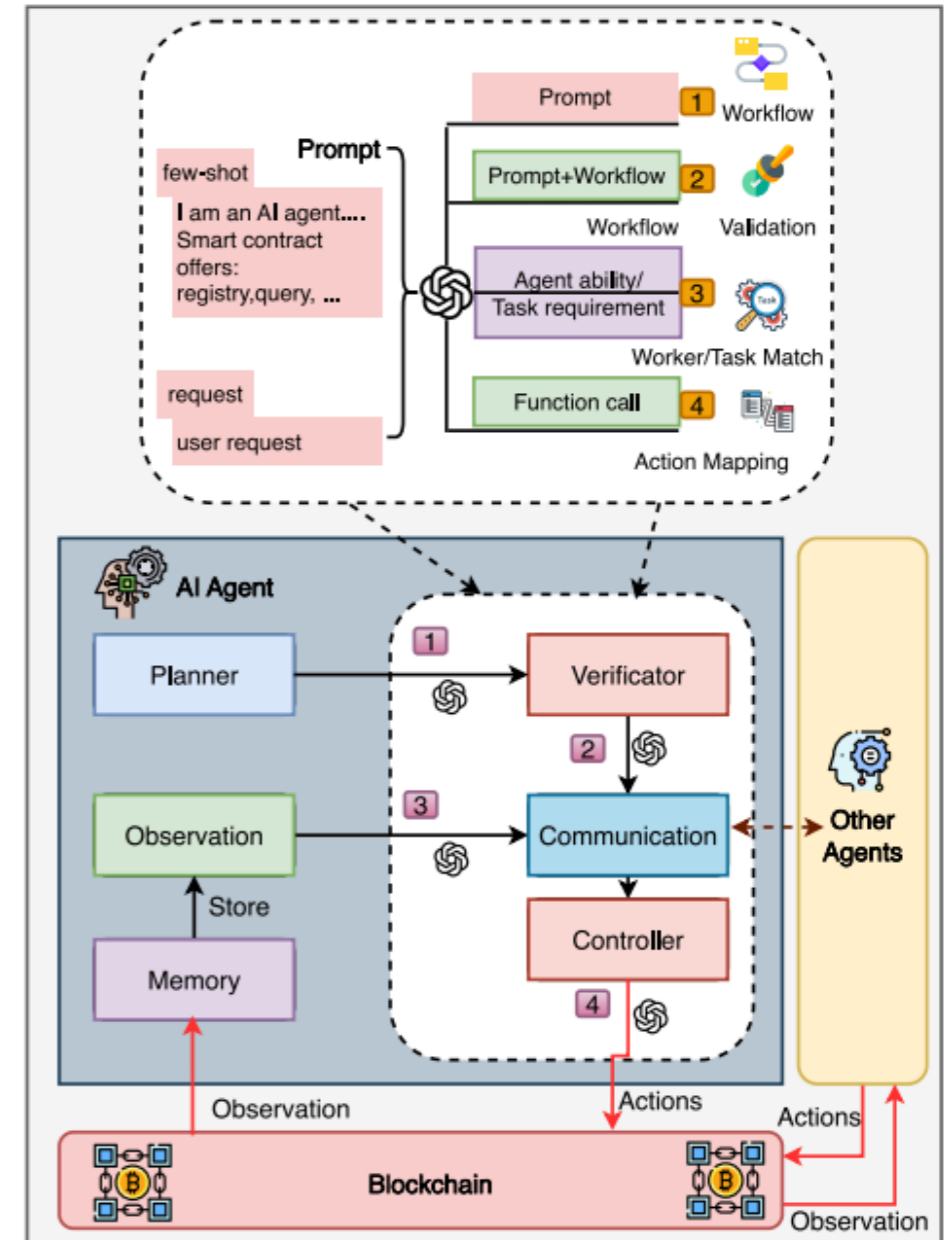 Prompt
1
Workflow
Prompt
few-shot
Prompt+Workflow
2
I am an AI agent....
Smart contract
offers:
registry,query, ...
Workflow
Validation
Agent ability/
Task requirement
3
Task
Worker/Task Match
request
Function call
4
user request
Action Mapping
AI Agent
1
Planner
Verificator
2
3
Observation
Communication
Other
Agents
Store
Controller
Memory
4
Observation
Actions
Actions
Blockchain
Observation